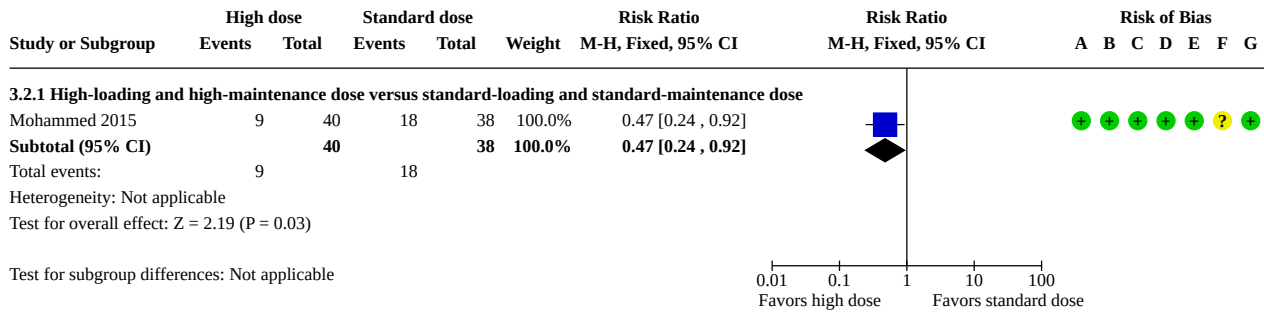 High dose Standard dose Risk Ratio Risk Ratio Risk of Bias
Study or Subgroup Events Total Events Total Weight M-H, Fixed, 95% CI M-H, Fixed, 95% CI A B C D E F G
3.2.1 High-loading and high-maintenance dose versus standard-loading and standard-maintenance dose
Mohammed 2015 9 40 18 38 100.0% 0.47 [0.24 , 0.92] + + + + + ? +
Subtotal (95% CI) 40 38 100.0% 0.47 [0.24 , 0.92]
Total events: 9 18
Heterogeneity: Not applicable
Test for overall effect: Z = 2.19 (P = 0.03)
Test for subgroup differences: Not applicable
0.01 0.1 1 10 100
Favors high dose Favors standard dose